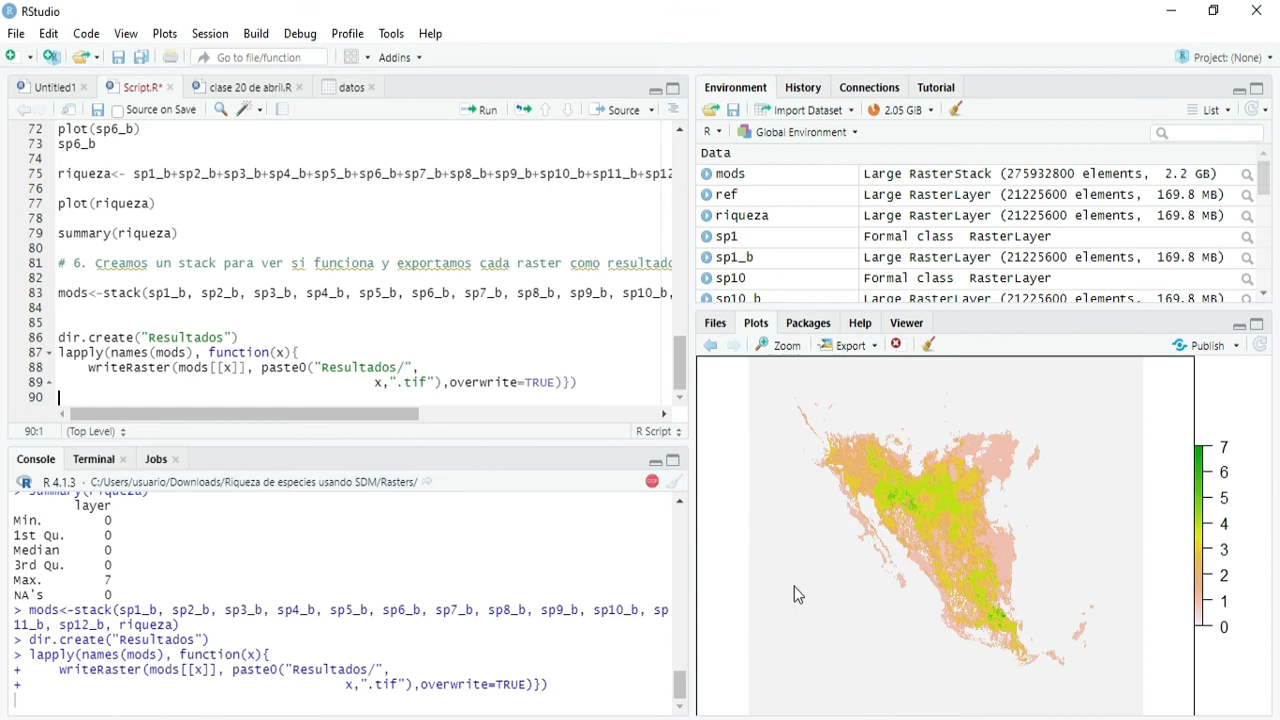 RStudio
File Edit Code View Plots Session Build Debug Profile Tools Help
Go to file/function Addins Project: (None)
Untitled1 Script.R* clase 20 de abril.R datos
Source on Save Run Source
72 plot(sp6_b)
73 sp6_b
74
75 riqueza<- sp1_b+sp2_b+sp3_b+sp4_b+sp5_b+sp6_b+sp7_b+sp8_b+sp9_b+sp10_b+sp11_b+sp12
76
77 plot(riqueza)
78
79 summary(riqueza)
80
81 # 6. Creamos un stack para ver si funciona y exportamos cada raster como resultado
82
83 mods<-stack(sp1_b, sp2_b, sp3_b, sp4_b, sp5_b, sp6_b, sp7_b, sp8_b, sp9_b, sp10_b,
84
85
86 dir.create("Resultados")
87 lapply(names(mods), function(x){
88 writeRaster(mods[[x]], paste0("Resultados/",
89 x,".tif"),overwrite=TRUE)})
90
90:1 (Top Level) R Script
Console Terminal Jobs
R 4.1.3 · C:/Users/usuario/Downloads/Riqueza de especies usando SDM/Rasters/
> summary(riqueza)
layer
Min. 0
1st Qu. 0
Median 0
3rd Qu. 0
Max. 7
NA's 0
> mods<-stack(sp1_b, sp2_b, sp3_b, sp4_b, sp5_b, sp6_b, sp7_b, sp8_b, sp9_b, sp10_b, sp
11_b, sp12_b, riqueza)
> dir.create("Resultados")
> lapply(names(mods), function(x){
+ writeRaster(mods[[x]], paste0("Resultados/",
+ x,".tif"),overwrite=TRUE)})
Environment History Connections Tutorial
Import Dataset 2.05 GiB List
R Global Environment
Data
mods Large RasterStack (275932800 elements, 2.2 GB)
ref Large RasterLayer (21225600 elements, 169.8 MB)
riqueza Large RasterLayer (21225600 elements, 169.8 MB)
sp1 Formal class RasterLayer
sp1_b Large RasterLayer (21225600 elements, 169.8 MB)
sp10 Formal class RasterLayer
sp10_b Large RasterLayer (21225600 elements, 169.8 MB)
Files Plots Packages Help Viewer
Zoom Export Publish
7
6
5
4
3
2
1
0